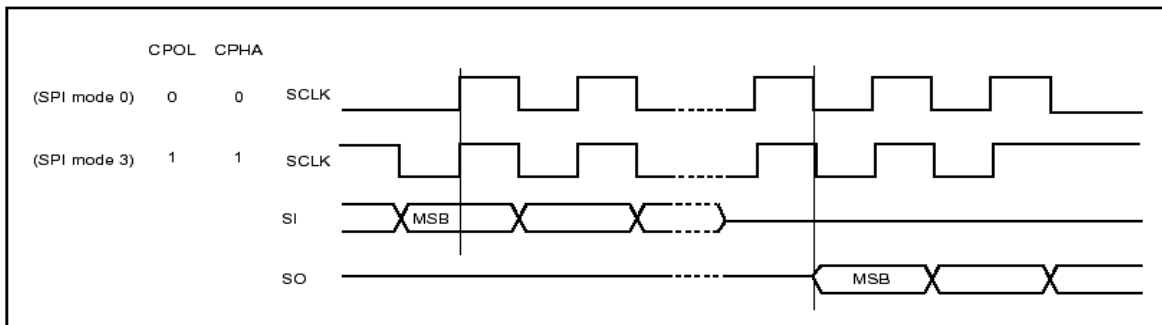 CPOL CPHA
(SPI mode 0) 0 0 SCLK
(SPI mode 3) 1 1 SCLK
SI MSB
SO MSB